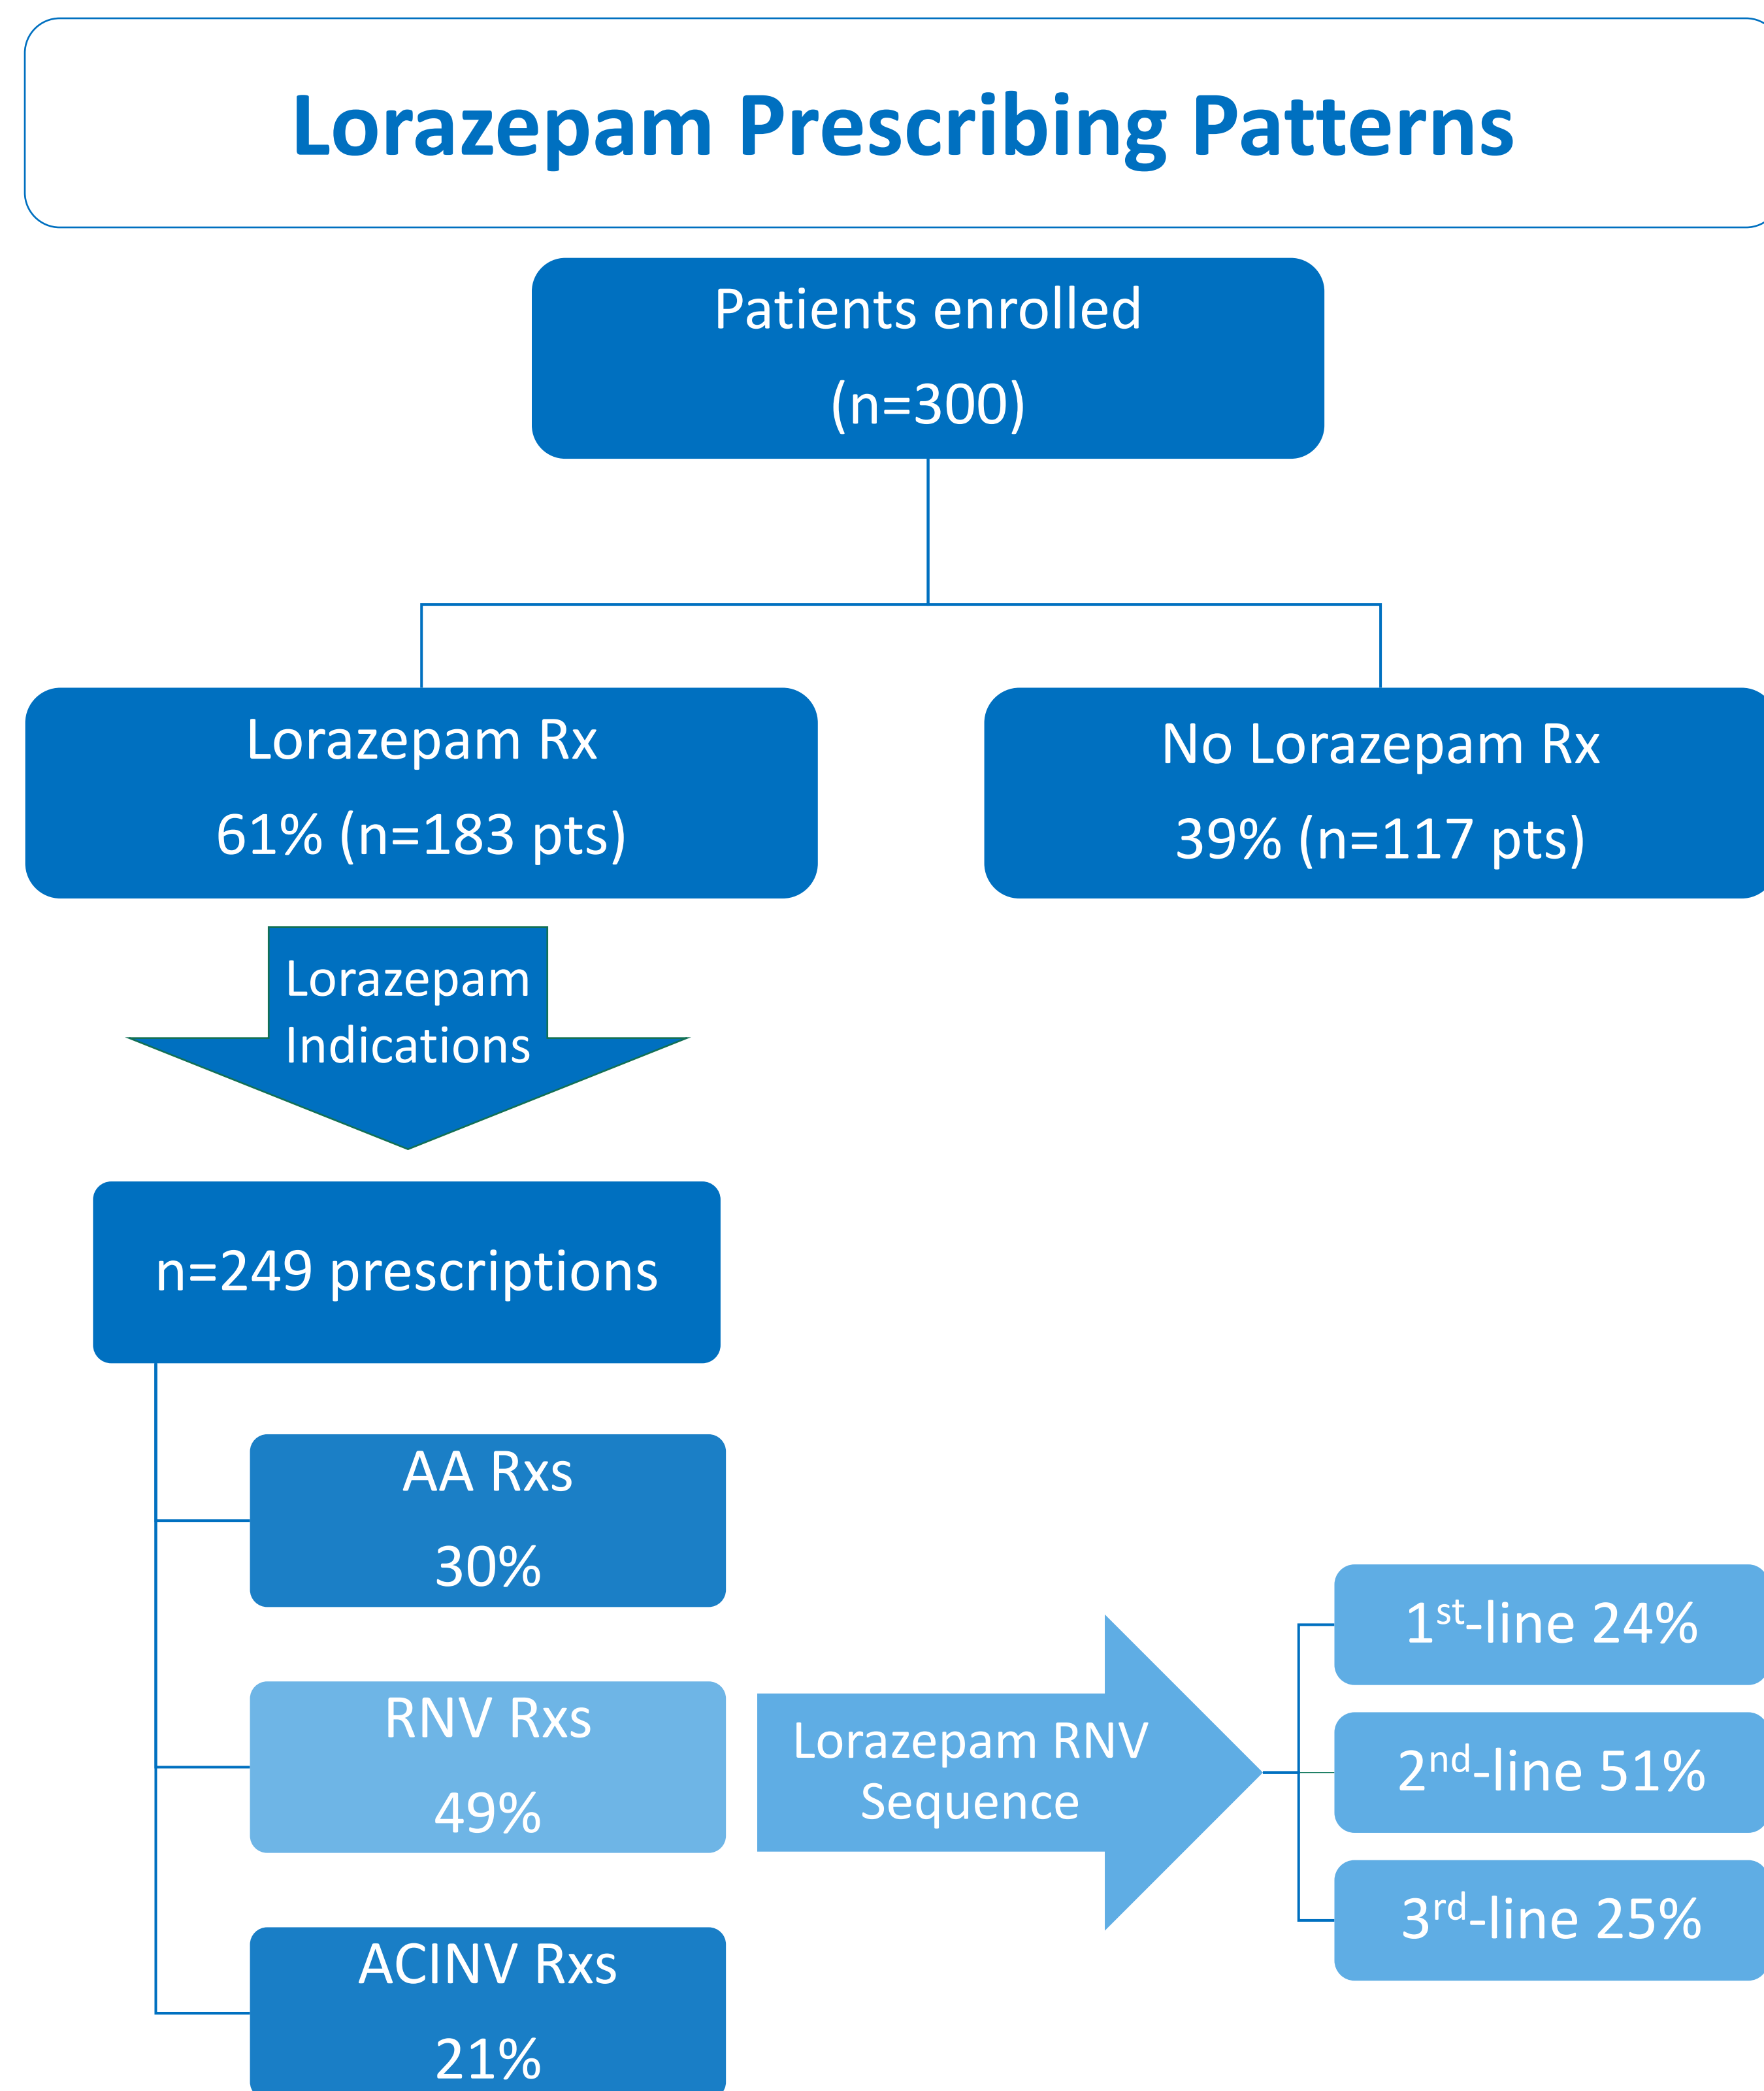 Lorazepam Prescribing Patterns
Patients enrolled
(n=300)
Lorazepam Rx
61% (n=183 pts)
No Lorazepam Rx
39% (n=117 pts)
Lorazepam
Indications
n=249 prescriptions
AA Rxs
30%
RNV Rxs
49%
ACINV Rxs
21%
Lorazepam RNV
Sequence
1st-line 24%
2nd-line 51%
3rd-line 25%